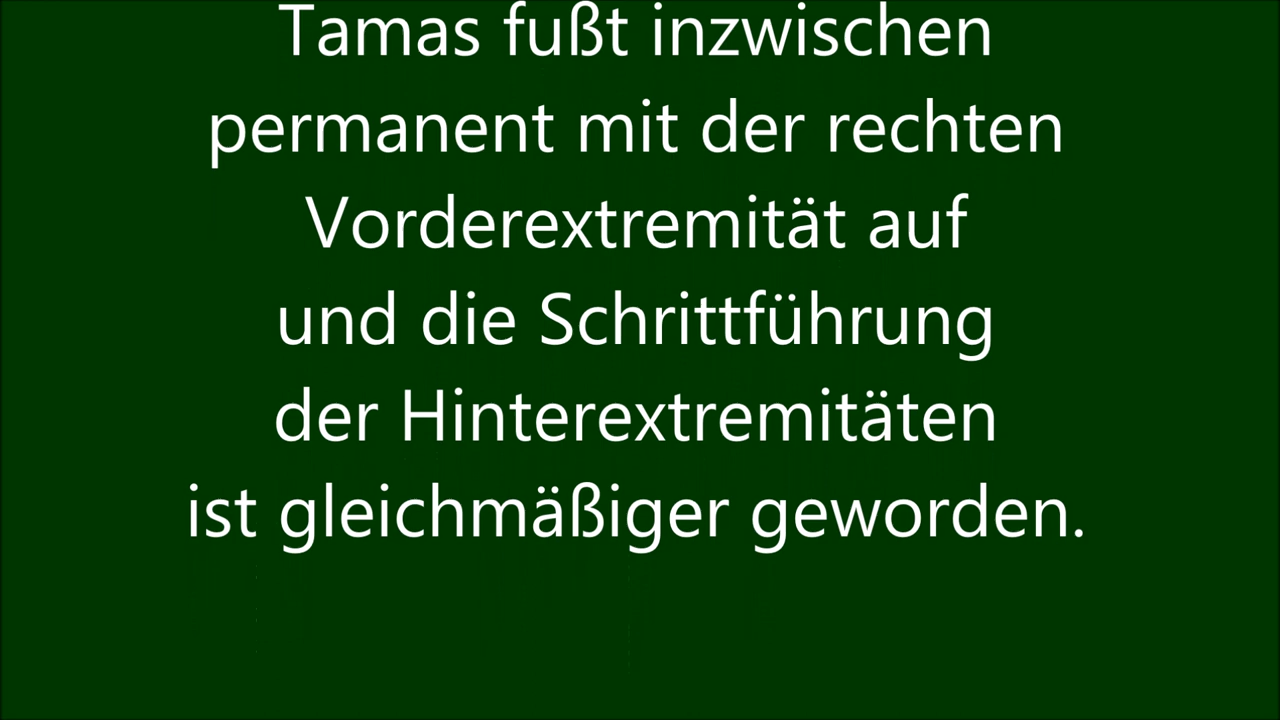 Tamas fußt inzwischen
permanent mit der rechten
Vorderextremität auf
und die Schrittführung
der Hinterextremitäten
ist gleichmäßiger geworden.